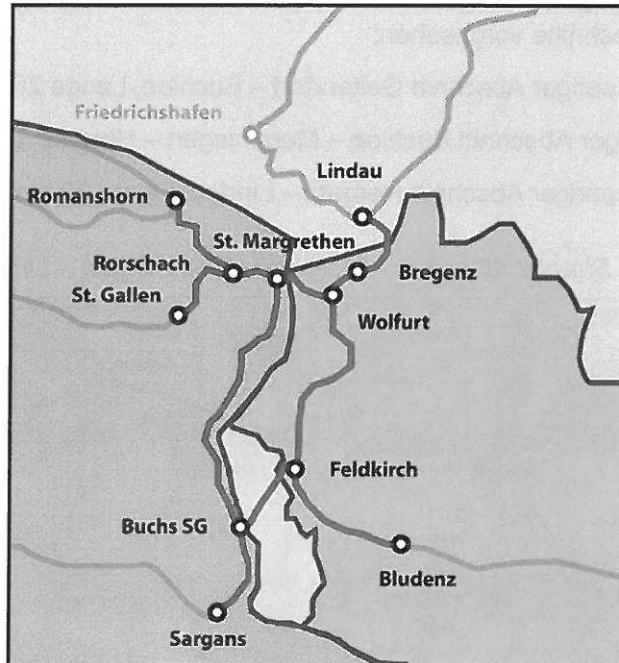 Friedrichshafen
Lindau
Romanshorn
St. Margrethen
Rorschach
Bregenz
St. Gallen
Wolfurt
Feldkirch
Buchs SG
Bludenz
Sargans